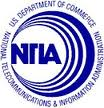 U.S. DEPARTMENT OF COMMERCE
NTIA
NATIONAL TELECOMMUNICATIONS & INFORMATION ADMINISTRATION